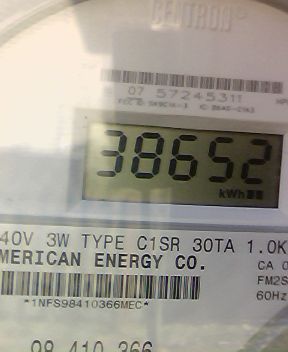 CENTRON®
07 57245311
38652
kWh
40V 3W TYPE C1SR 30TA 1.0K
MERICAN ENERGY CO.
CA 0
FM2S
*1NFS98410366MEC*
60Hz
98 410 366